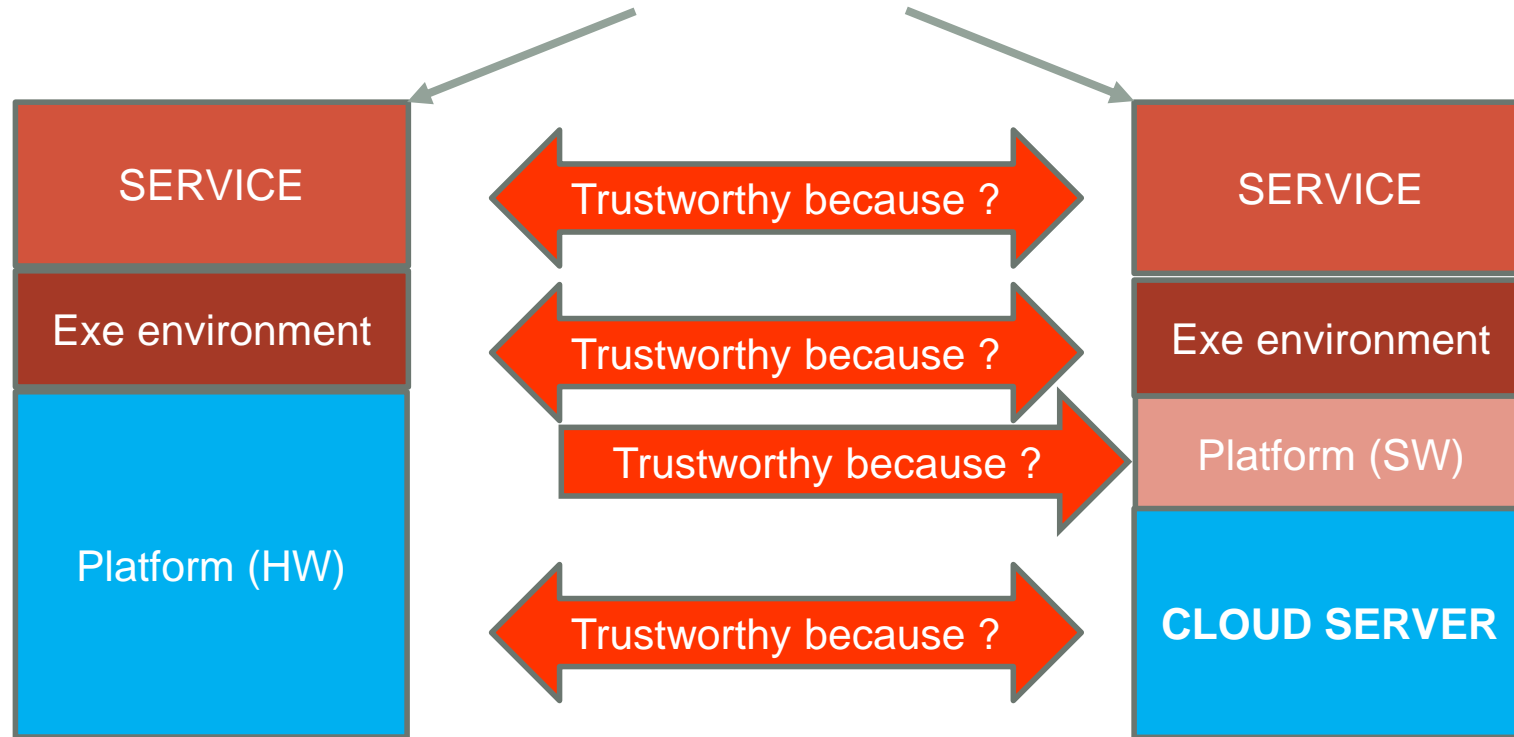 SERVICE
Trustworthy because ?
SERVICE
Exe environment
Trustworthy because ?
Exe environment
Trustworthy because ?
Platform (SW)
Platform (HW)
Trustworthy because ?
CLOUD SERVER